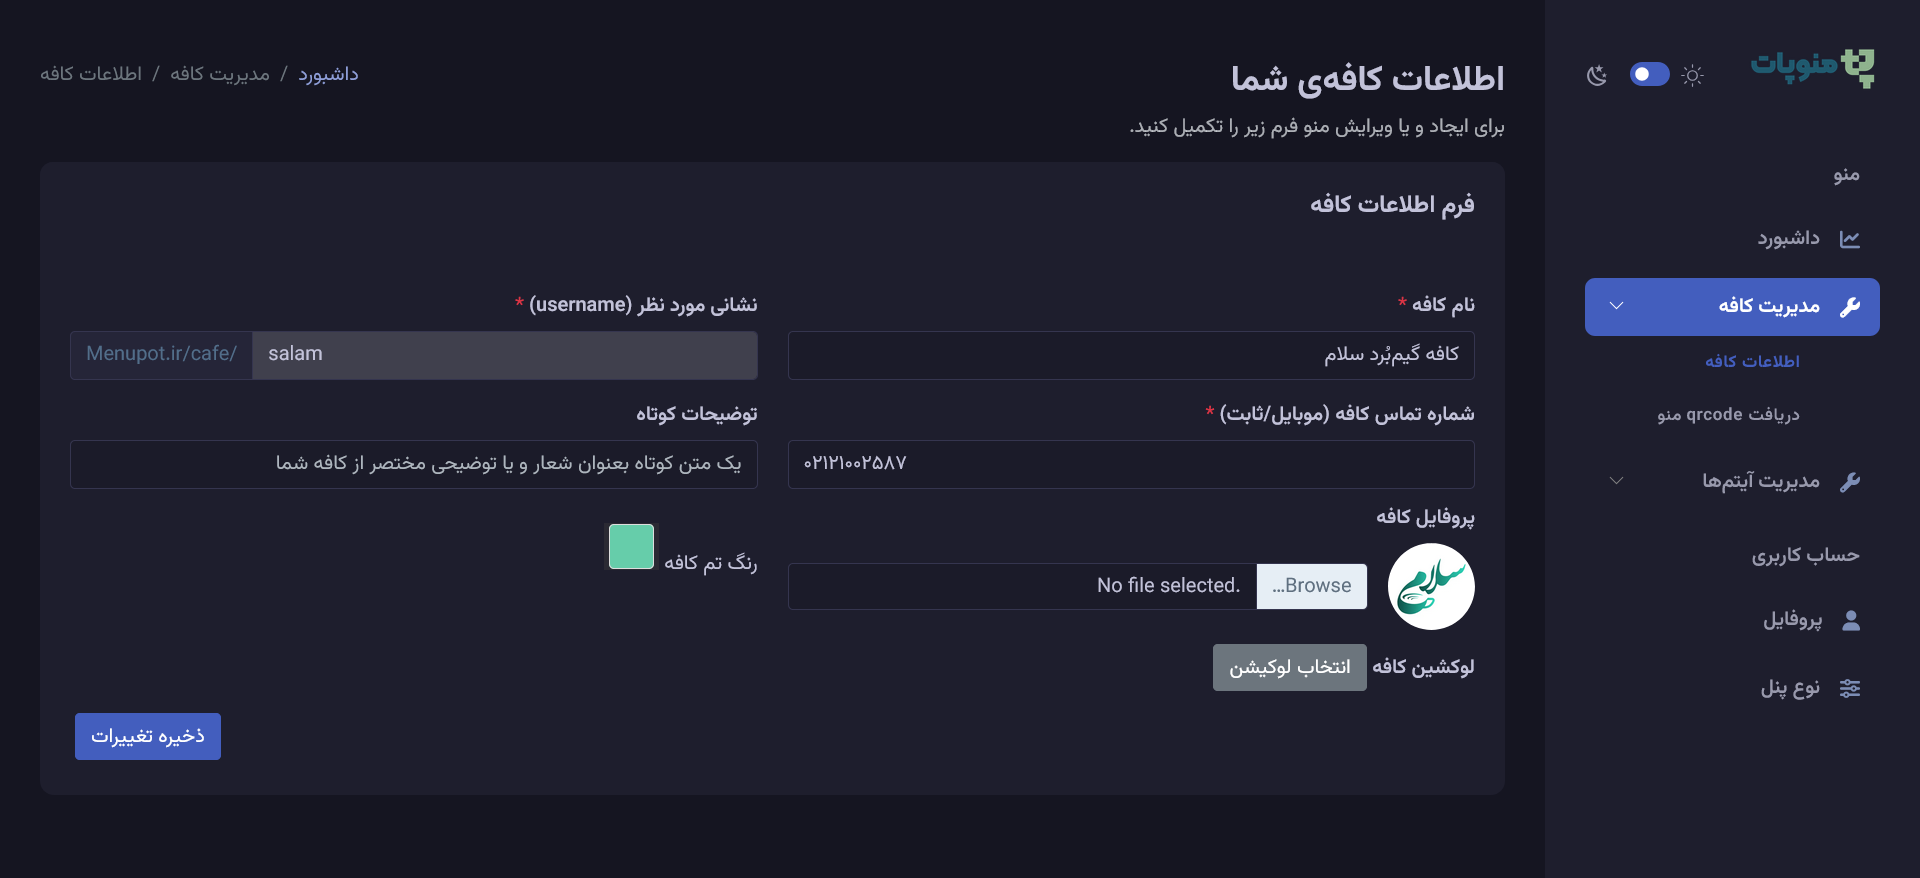 منوپات
منو
داشبورد
مدیریت کافه
اطلاعات کافه
دریافت qrcode منو
مدیریت آیتم‌ها
حساب کاربری
پروفایل
نوع پنل
اطلاعات کافه‌ی شما
برای ایجاد و یا ویرایش منو فرم زیر را تکمیل کنید.
داشبورد / مدیریت کافه / اطلاعات کافه
فرم اطلاعات کافه
نام کافه *
کافه گیم‌بُرد سلام
نشانی مورد نظر (username) *
Menupot.ir/cafe/ salam
شماره تماس کافه (موبایل/ثابت) *
۰۲۱۲۱۰۰۲۵۸۷
توضیحات کوتاه
یک متن کوتاه بعنوان شعار و یا توضیحی مختصر از کافه شما
پروفایل کافه
سلام
Browse... No file selected.
رنگ تم کافه
لوکشین کافه انتخاب لوکیشن
ذخیره تغییرات